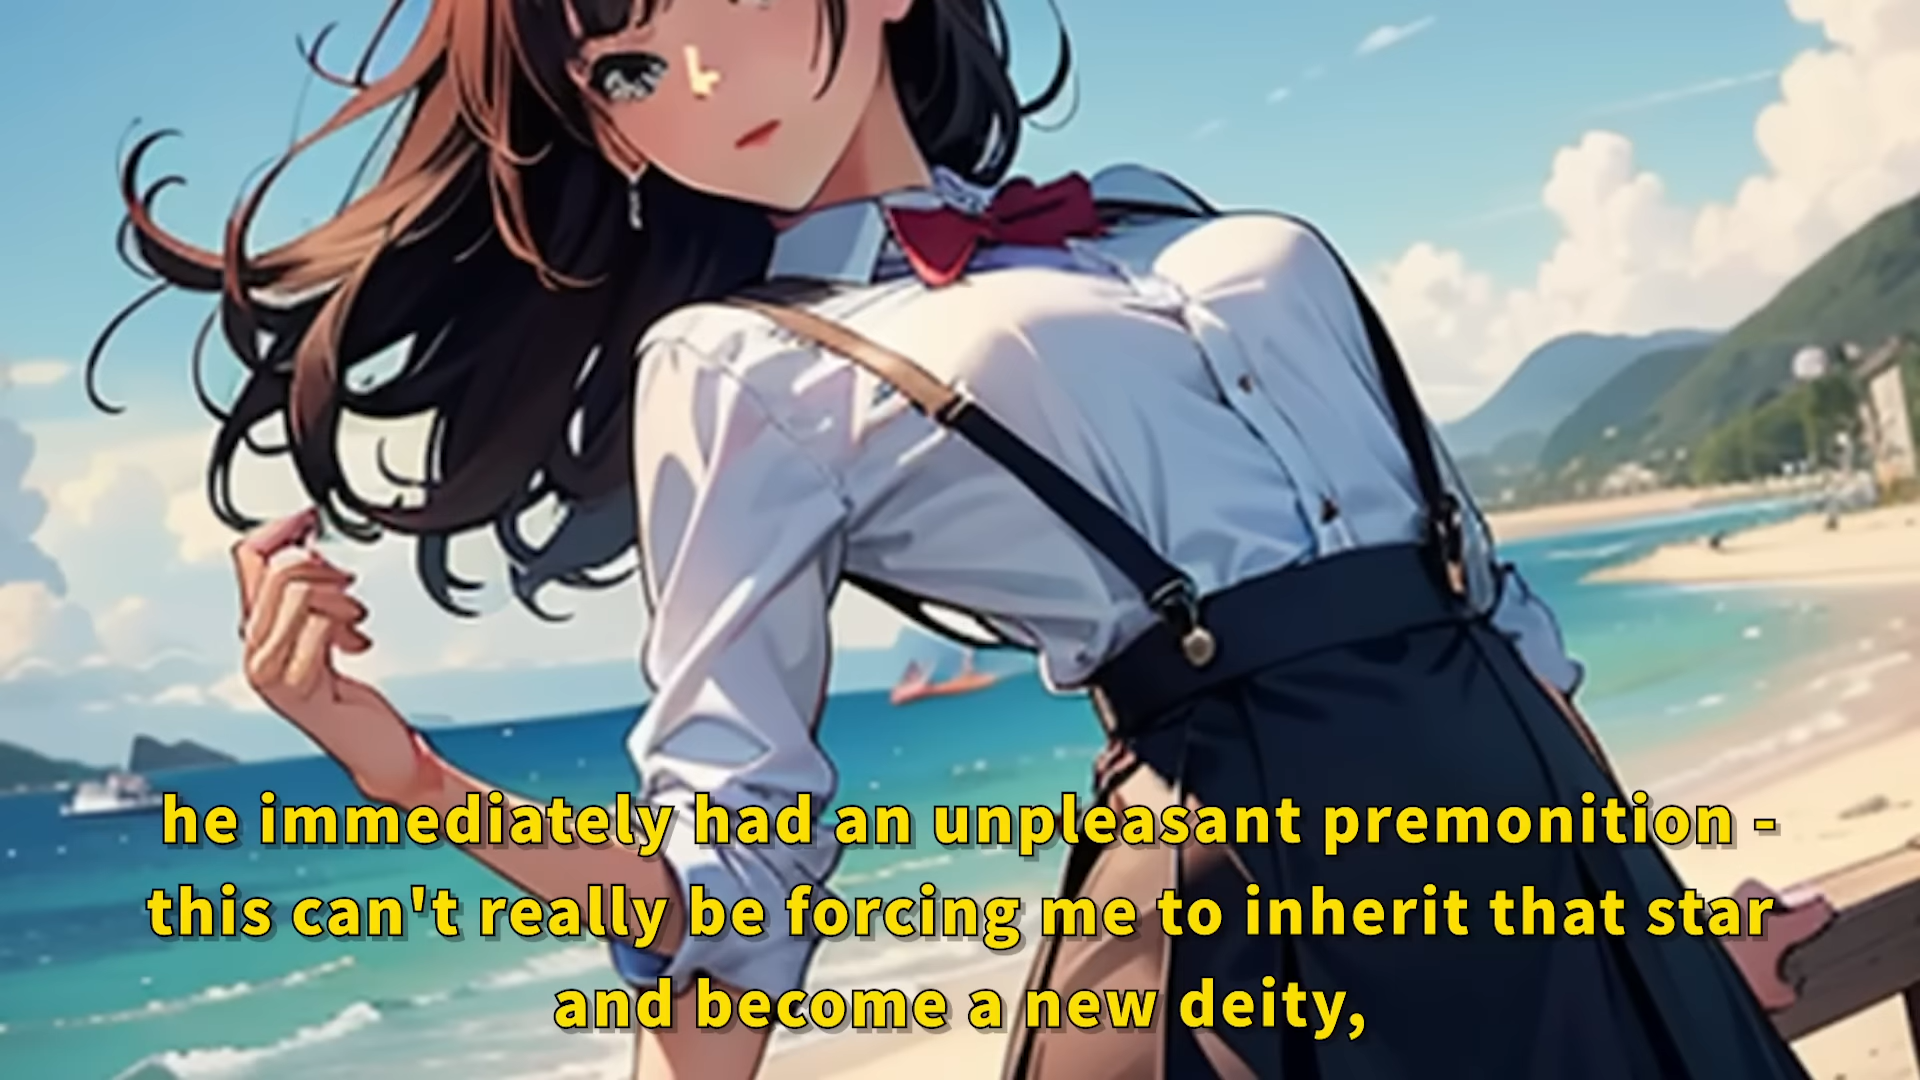 he immediately had an unpleasant premonition -
this can't really be forcing me to inherit that star
and become a new deity,